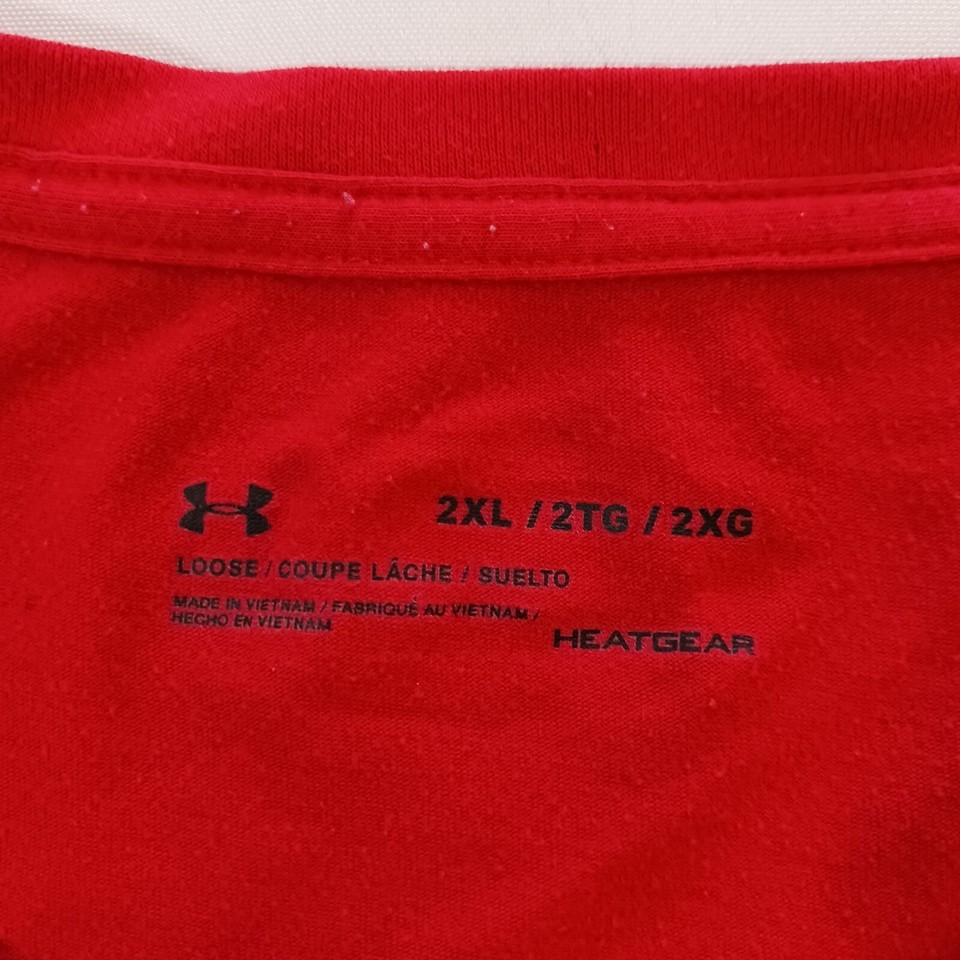 2XL / 2TG / 2XG
LOOSE / COUPE LÂCHE / SUELTO
MADE IN VIETNAM / FABRIQUÉ AU VIETNAM /
HECHO EN VIETNAM
HEATGEAR